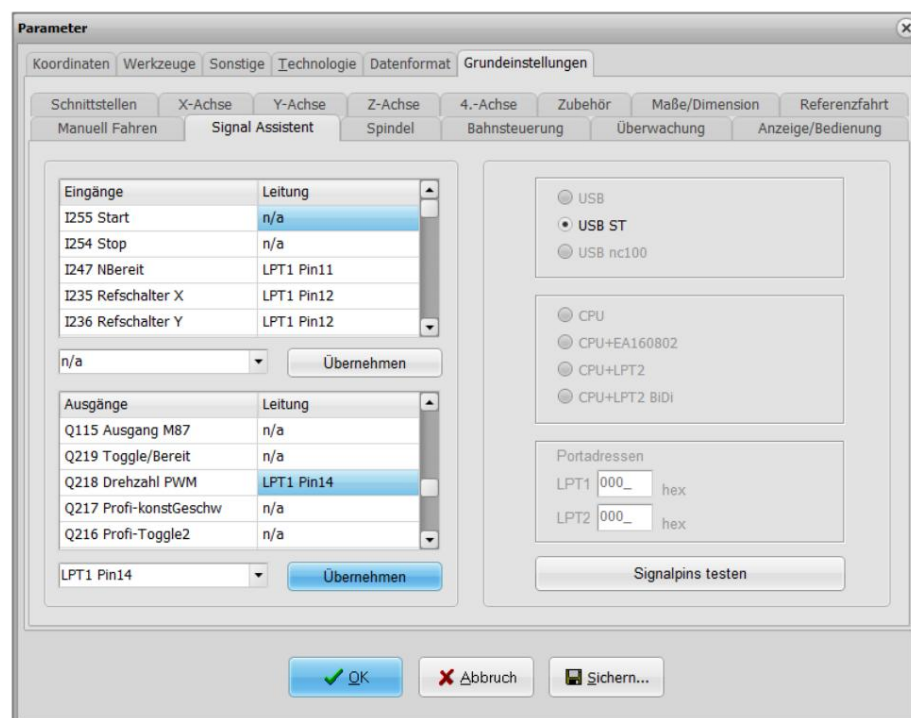 Parameter
Koordinaten Werkzeuge Sonstige Technologie Datenformat Grundeinstellungen
Schnittstellen X-Achse Y-Achse Z-Achse 4.-Achse Zubehör Maße/Dimension Referenzfahrt
Manuell Fahren Signal Assistent Spindel Bahnsteuerung Überwachung Anzeige/Bedienung
Eingänge Leitung
I255 Start n/a
I254 Stop n/a
I247 NBereit LPT1 Pin11
I235 Refschalter X LPT1 Pin12
I236 Refschalter Y LPT1 Pin12
n/a Übernehmen
Ausgänge Leitung
Q115 Ausgang M87 n/a
Q219 Toggle/Bereit n/a
Q218 Drehzahl PWM LPT1 Pin14
Q217 Profi-konstGeschw n/a
Q216 Profi-Toggle2 n/a
LPT1 Pin14 Übernehmen
USB
USB ST
USB nc100
CPU
CPU+EA160802
CPU+LPT2
CPU+LPT2 BiDi
Portadressen
LPT1 000_ hex
LPT2 000_ hex
Signalpins testen
OK Abbruch Sichern...